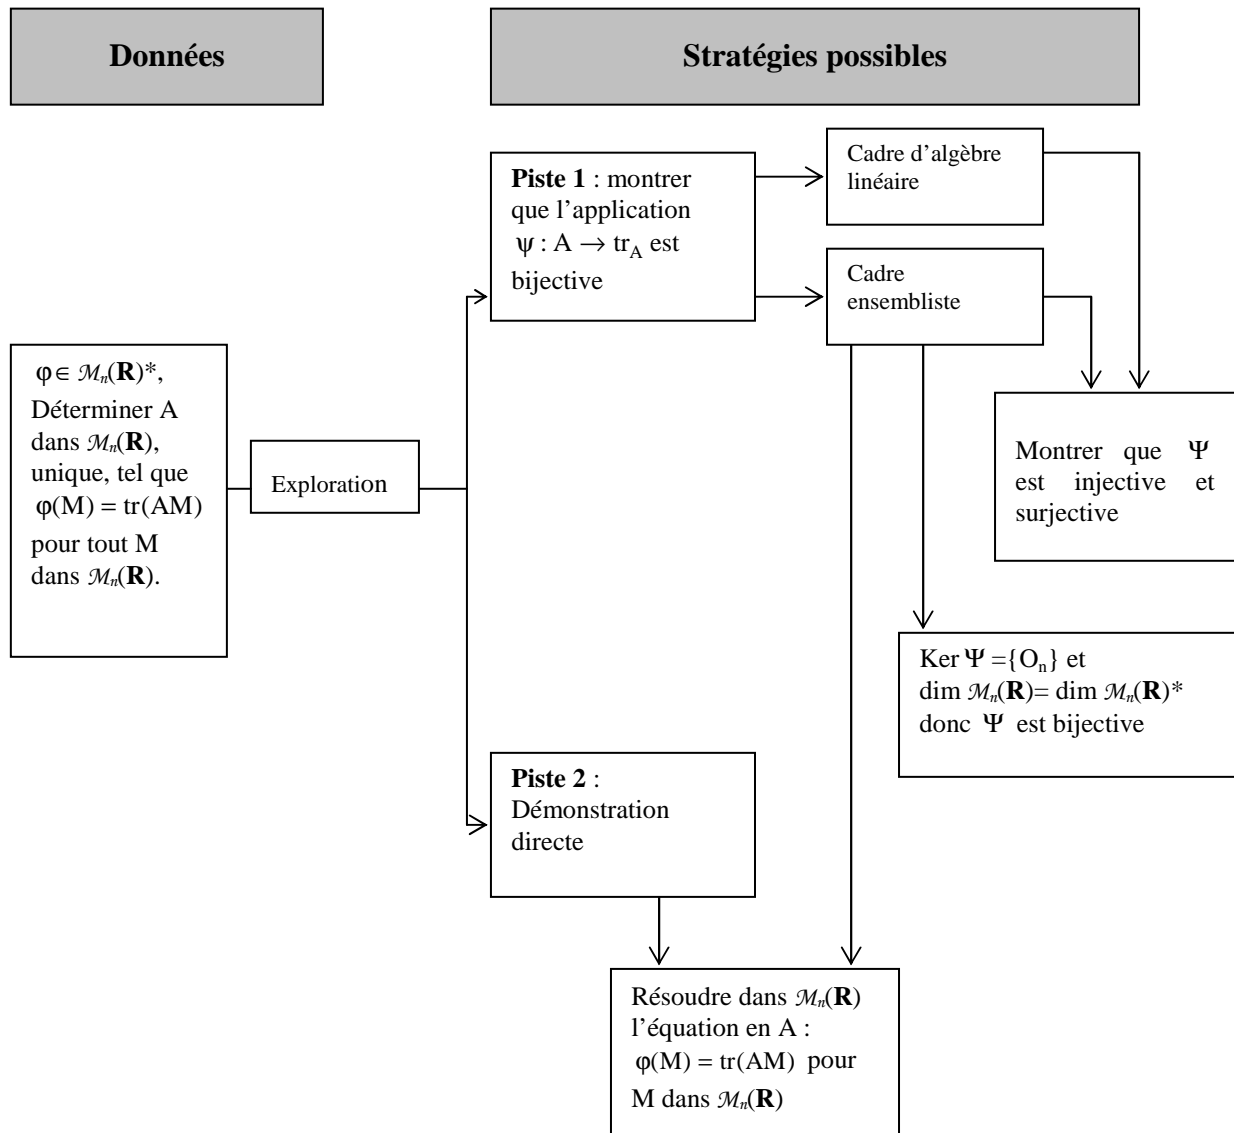 Données
Stratégies possibles
Piste 1 : montrer
que l’application
ψ : A → tr_A est
bijective
Cadre d’algèbre
linéaire
Cadre
ensembliste
φ ∈ ℳn(R)*,
Déterminer A
dans ℳn(R),
unique, tel que
φ(M) = tr(AM)
pour tout M
dans ℳn(R).
Exploration
Montrer que Ψ
est injective et
surjective
Ker Ψ ={O_n} et
dim ℳn(R)= dim ℳn(R)*
donc Ψ est bijective
Piste 2 :
Démonstration
directe
Résoudre dans ℳn(R)
l’équation en A :
φ(M) = tr(AM) pour
M dans ℳn(R)